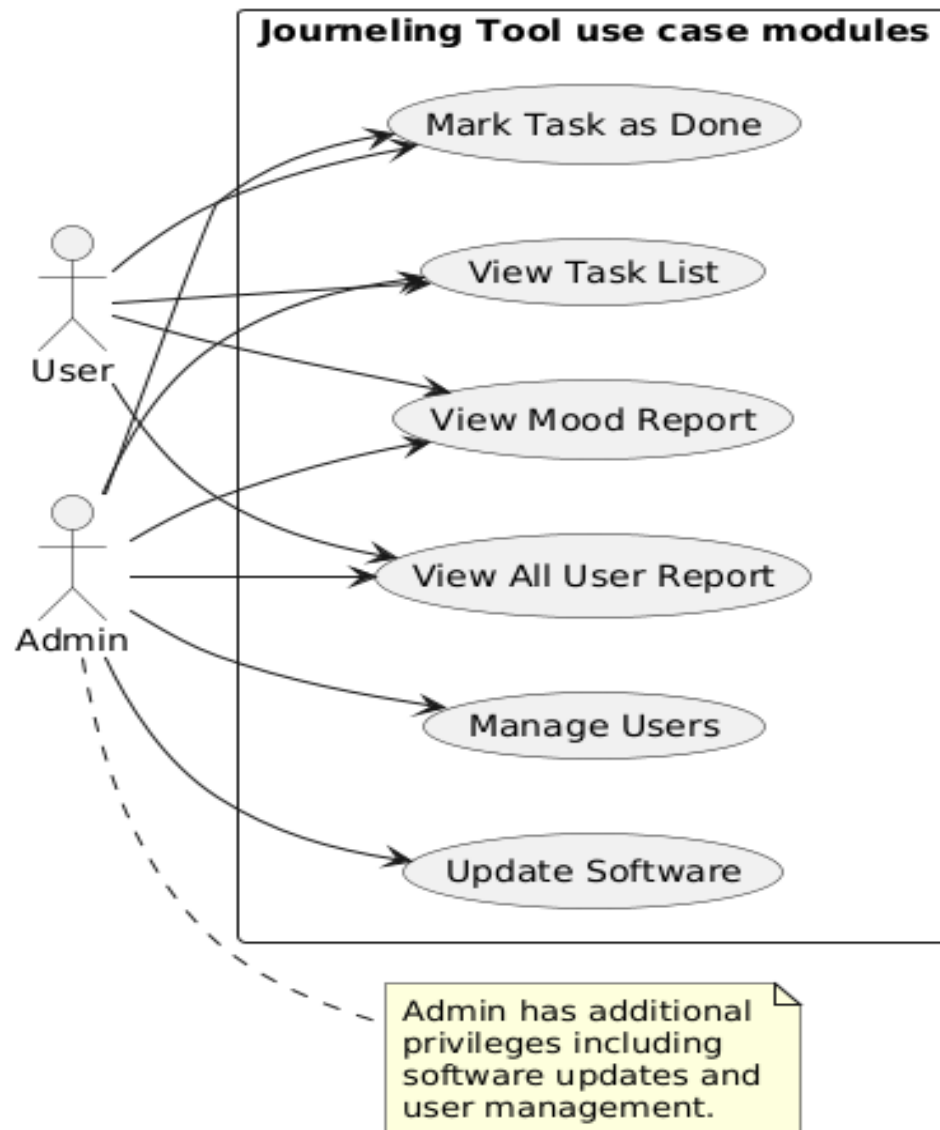 Journeling Tool use case modules
Mark Task as Done
View Task List
User
View Mood Report
View All User Report
Admin
Manage Users
Update Software
Admin has additional
privileges including
software updates and
user management.